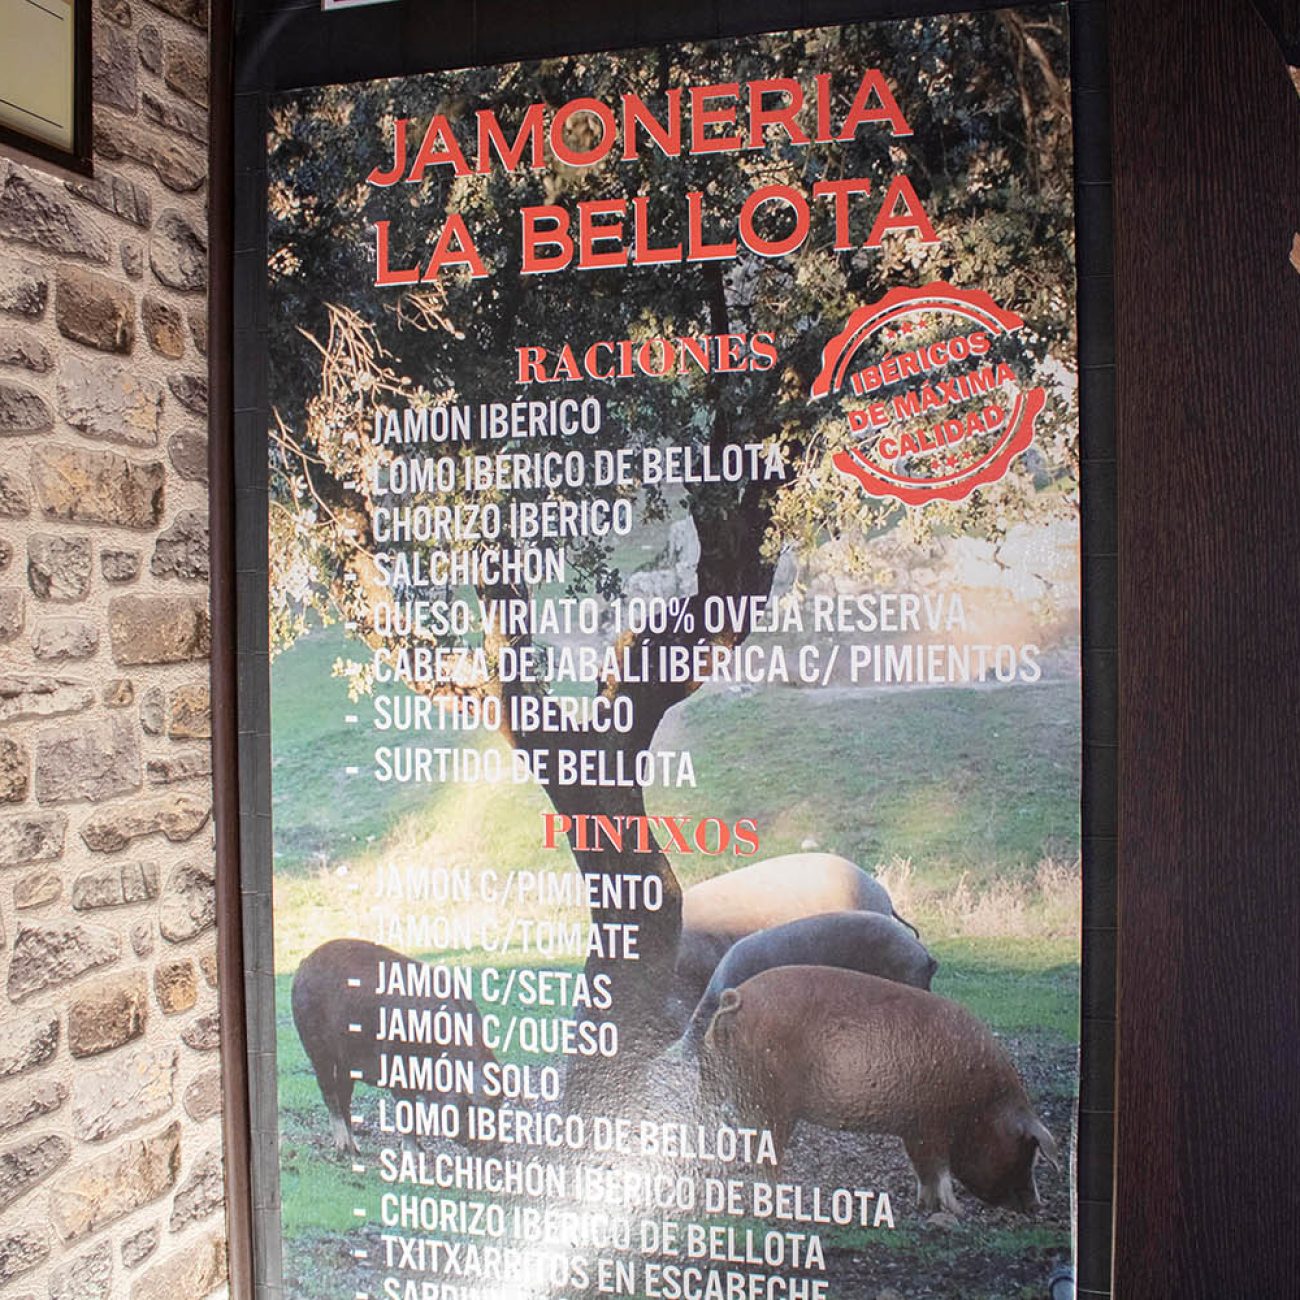 JAMONERIA
LA BELLOTA
RACIONES
IBÉRICOS
DE MÁXIMA
CALIDAD
- JAMÓN IBÉRICO
- LOMO IBÉRICO DE BELLOTA
- CHORIZO IBÉRICO
- SALCHICHÓN
- QUESO VIRIATO 100% OVEJA RESERVA
- CABEZA DE JABALÍ IBÉRICA C/ PIMIENTOS
- SURTIDO IBÉRICO
- SURTIDO DE BELLOTA
PINTXOS
- JAMÓN C/PIMIENTO
- JAMÓN C/TOMATE
- JAMÓN C/SETAS
- JAMÓN C/QUESO
- JAMÓN SOLO
- LOMO IBÉRICO DE BELLOTA
- SALCHICHÓN IBÉRICO DE BELLOTA
- CHORIZO IBÉRICO DE BELLOTA
- TXITXARRITOS EN ESCABECHE